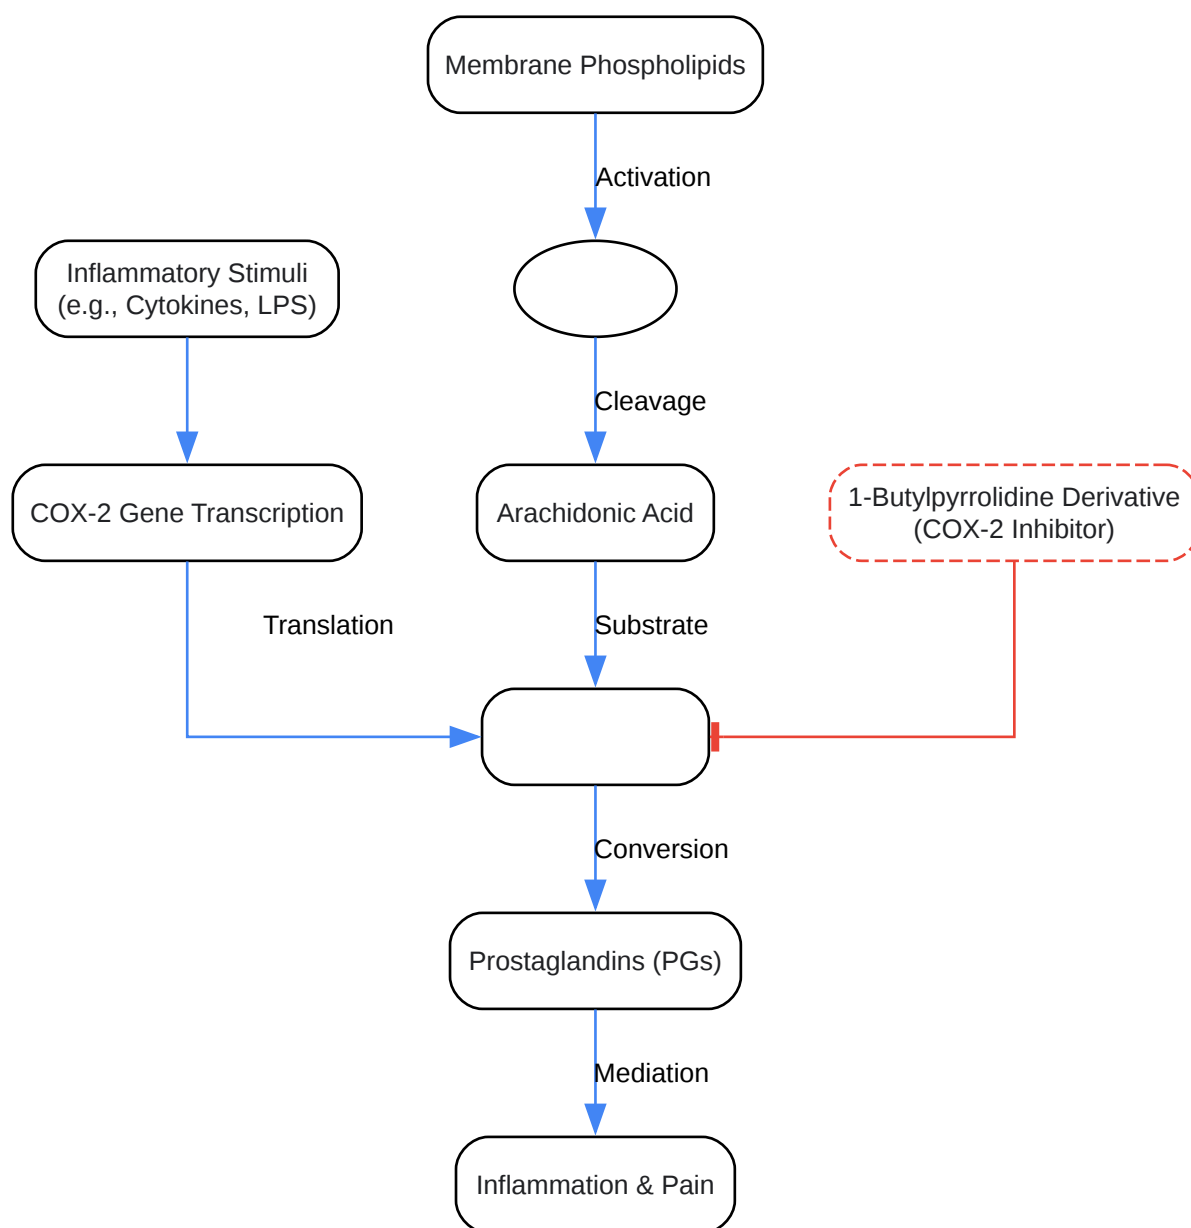 Membrane Phospholipids
Activation
Inflammatory Stimuli
(e.g., Cytokines, LPS)
Cleavage
COX-2 Gene Transcription
Arachidonic Acid
1-Butylpyrrolidine Derivative
(COX-2 Inhibitor)
Translation
Substrate
Conversion
Prostaglandins (PGs)
Mediation
Inflammation & Pain